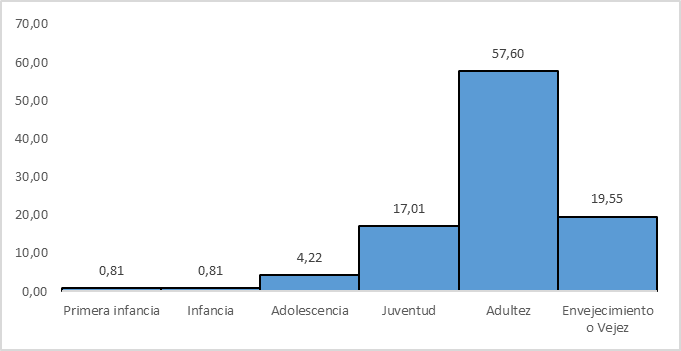 70,00
60,00
50,00
40,00
30,00
20,00
10,00
0,00
0,81
0,81
4,22
17,01
57,60
19,55
Primera infancia
Infancia
Adolescencia
Juventud
Adultez
Envejecimiento
o Vejez